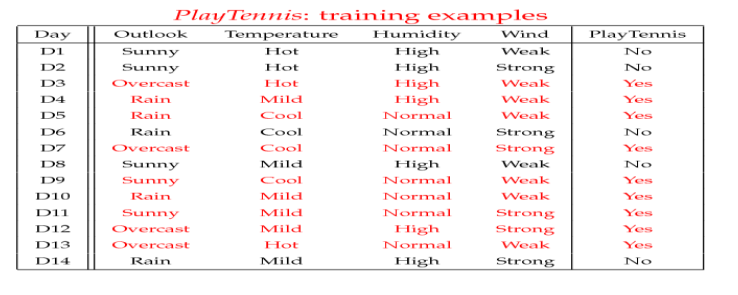 PlayTennis: training examples
Day Outlook Temperature Humidity Wind PlayTennis
D1 Sunny Hot High Weak No
D2 Sunny Hot High Strong No
D3 Overcast Hot High Weak Yes
D4 Rain Mild High Weak Yes
D5 Rain Cool Normal Weak Yes
D6 Rain Cool Normal Strong No
D7 Overcast Cool Normal Strong Yes
D8 Sunny Mild High Weak No
D9 Sunny Cool Normal Weak Yes
D10 Rain Mild Normal Weak Yes
D11 Sunny Mild Normal Strong Yes
D12 Overcast Mild High Strong Yes
D13 Overcast Hot Normal Weak Yes
D14 Rain Mild High Strong No